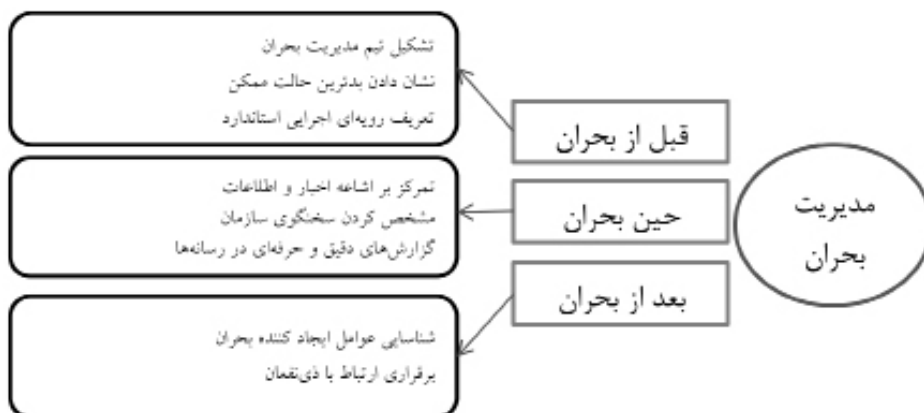 مدیریت
بحران
قبل از بحران
تشکیل تیم مدیریت بحران
نشان دادن بدترین حالت ممکن
تعریف رویه‌ای اجرایی استاندارد
حین بحران
تمرکز بر اشاعه اخبار و اطلاعات
مشخص کردن سخنگوی سازمان
گزارش‌های دقیق و حرفه‌ای در رسانه‌ها
بعد از بحران
شناسایی عوامل ایجاد کننده بحران
برقراری ارتباط با ذی‌نفعان